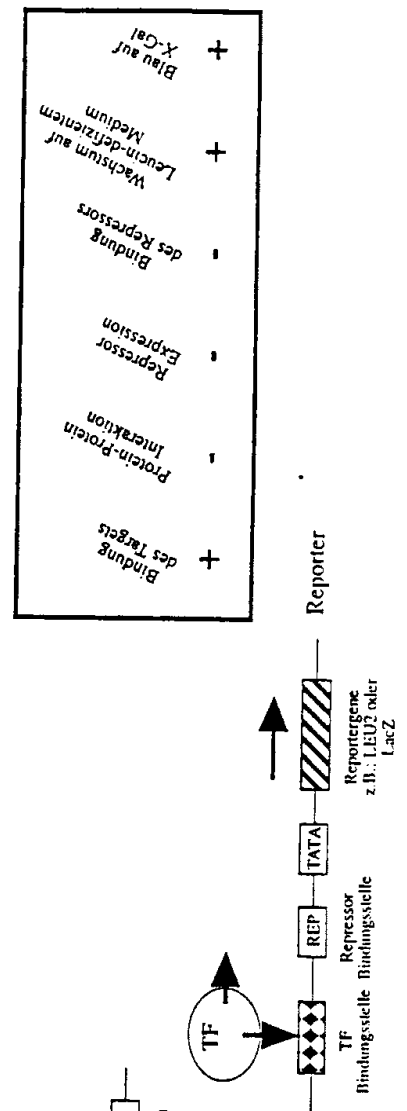 Bindung
des Targets
Protein-Protein
Interaktion
Repressor
Expression
Bindung
des Repressors
Wachstum auf
Leucin-defizientem
Medium
Blau auf
X-Gal
+
-
-
-
+
+
TF
REP
TATA
Reporter
TF
Bindungsstelle
Repressor
Bindungsstelle
Reportergene
z.B.: LEU2 oder
LacZ